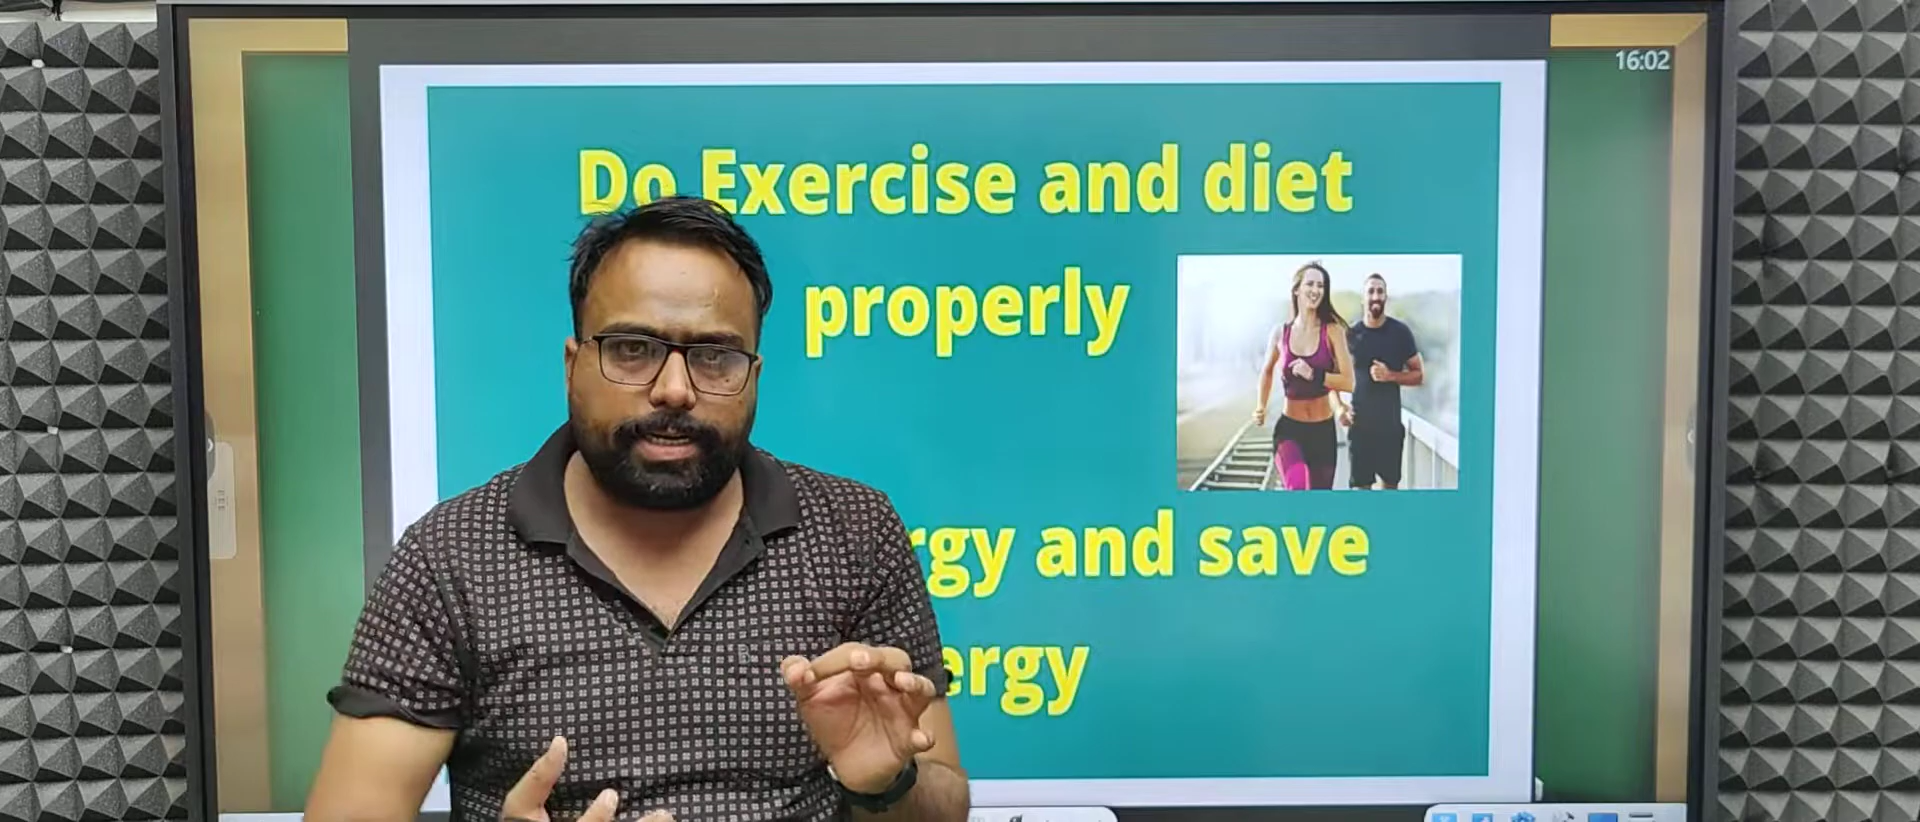 16:02
Do Exercise and diet
properly
rgy and save
ergy